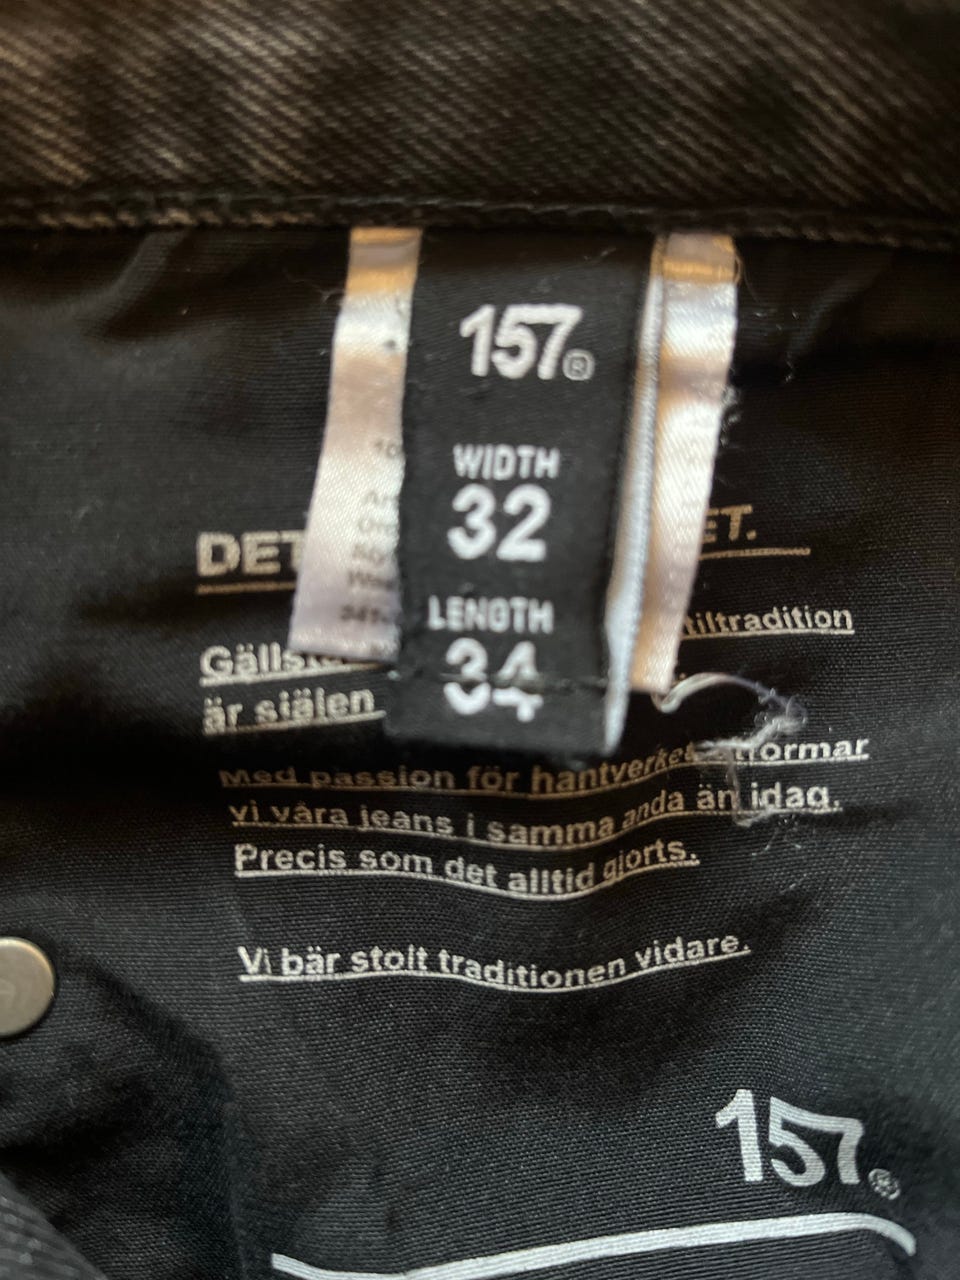 157®
WIDTH
32
LENGTH
34
DET ET.
tiltradition
är själen
Med passion för hantverket utformar
vi våra jeans i samma anda än idag.
Precis som det alltid gjorts.
Vi bär stolt traditionen vidare.
157®